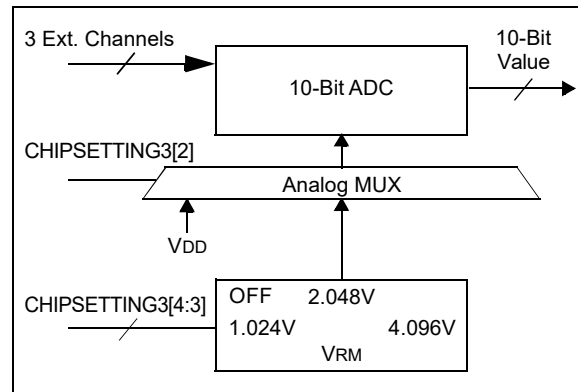 3 Ext. Channels
10-Bit
Value
10-Bit ADC
CHIPSETTING3[2]
Analog MUX
VDD
CHIPSETTING3[4:3]
OFF 2.048V
1.024V 4.096V
VRM